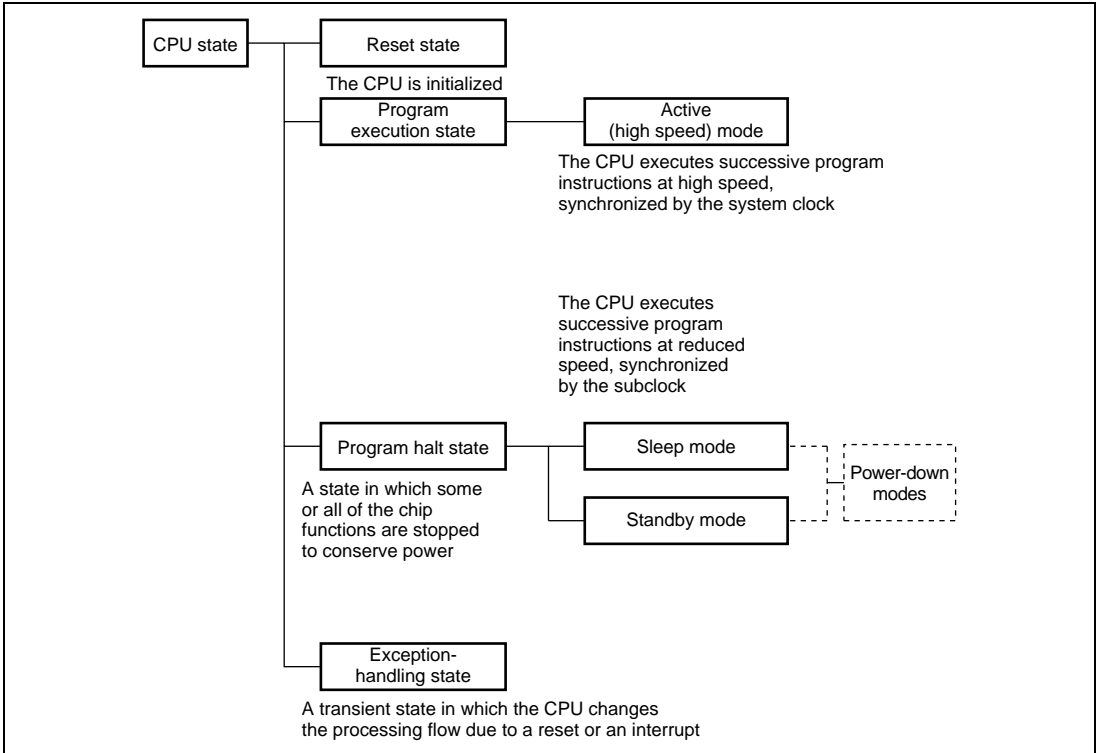 CPU state
Reset state
The CPU is initialized
Program
execution state
Active
(high speed) mode
The CPU executes successive program
instructions at high speed,
synchronized by the system clock
The CPU executes
successive program
instructions at reduced
speed, synchronized
by the subclock
Program halt state
A state in which some
or all of the chip
functions are stopped
to conserve power
Sleep mode
Standby mode
Power-down
modes
Exception-
handling state
A transient state in which the CPU changes
the processing flow due to a reset or an interrupt